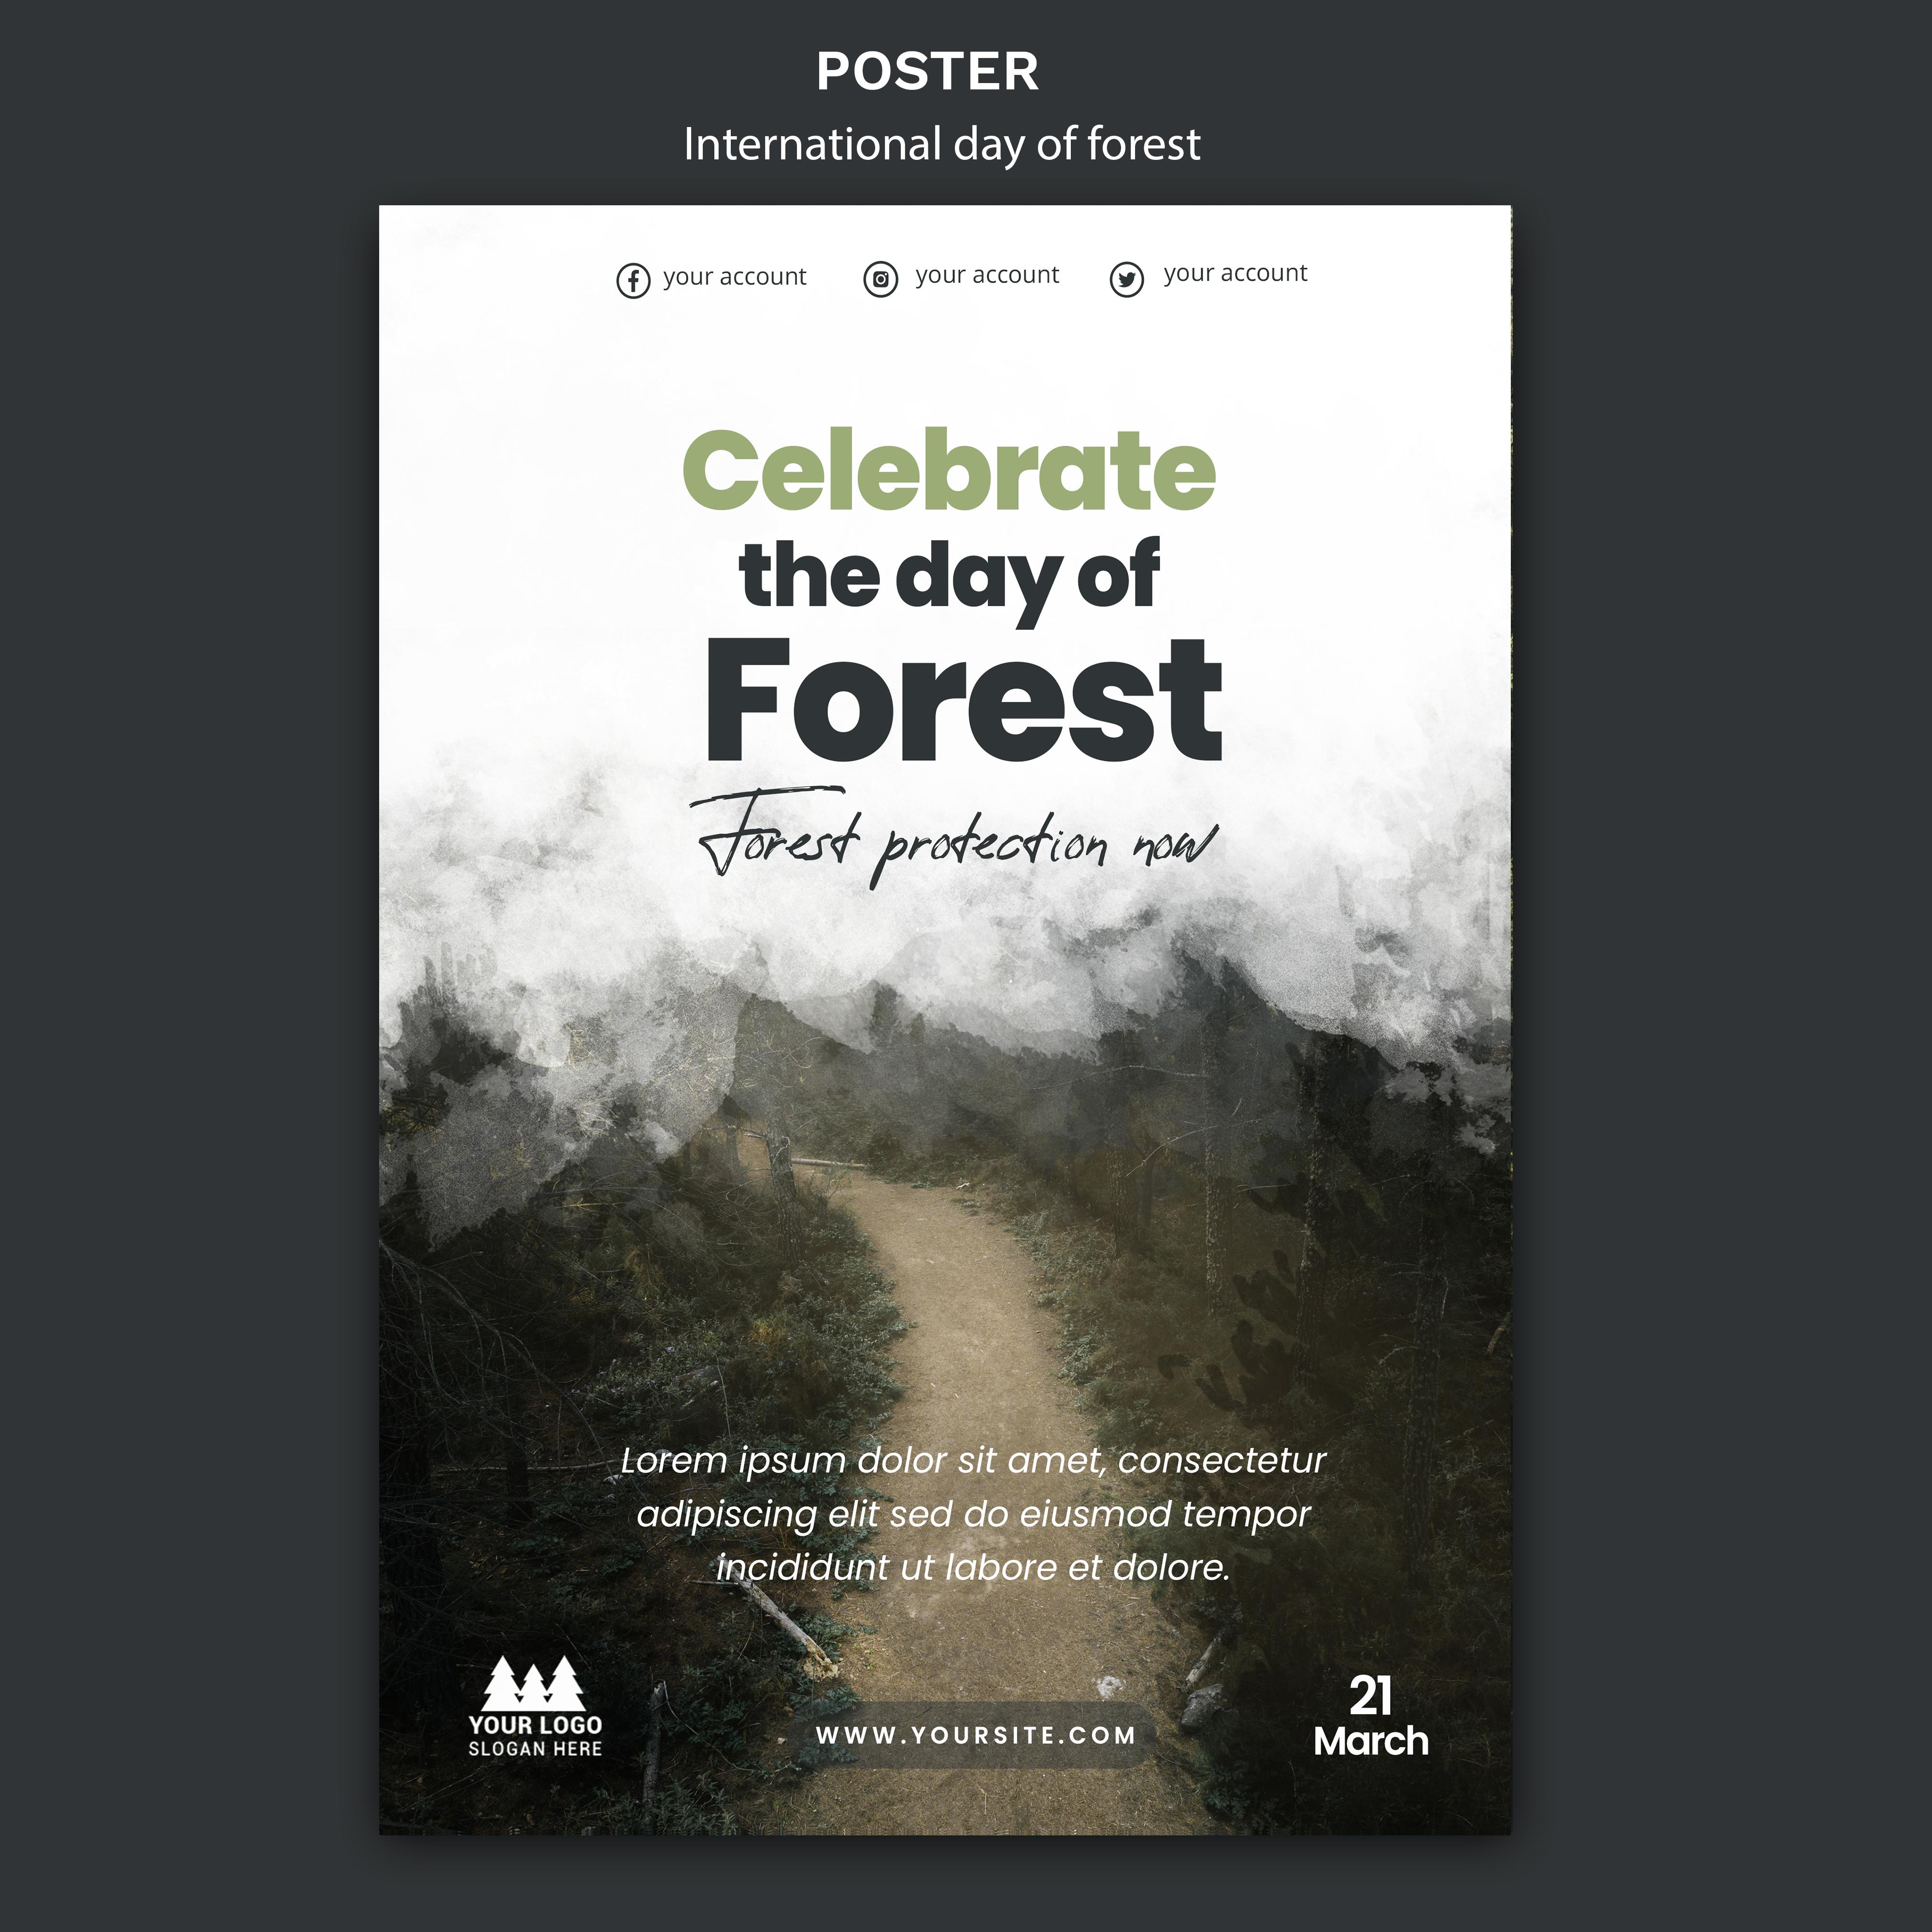 POSTER
International day of forest
your account your account your account
Celebrate
the day of
Forest
Forest protection now
Lorem ipsum dolor sit amet, consectetur
adipiscing elit sed do eiusmod tempor
incididunt ut labore et dolore.
YOUR LOGO
SLOGAN HERE
WWW.YOURSITE.COM
21
March